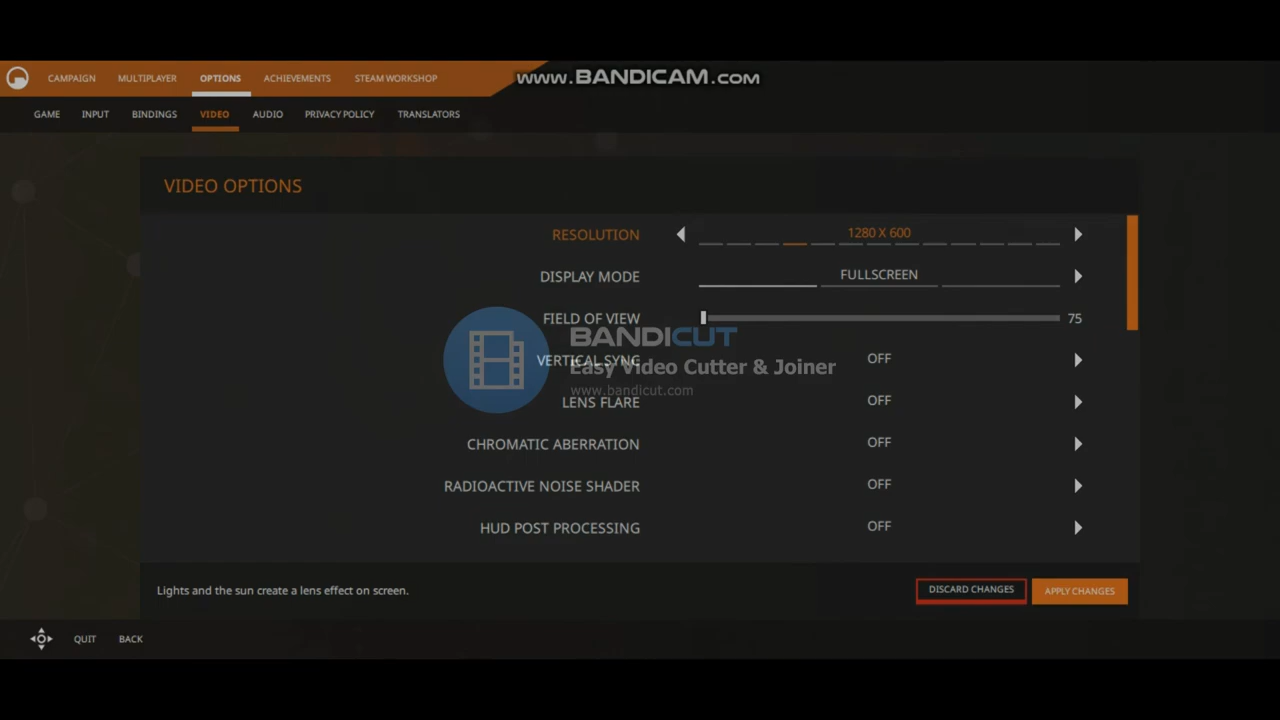 www.BANDICAM.com
CAMPAIGN MULTIPLAYER OPTIONS ACHIEVEMENTS STEAM WORKSHOP
GAME INPUT BINDINGS VIDEO AUDIO PRIVACY POLICY TRANSLATORS
VIDEO OPTIONS
RESOLUTION 1280 X 600
DISPLAY MODE FULLSCREEN
FIELD OF VIEW 75
BANDICUT
VERTICAL SYNC OFF
Easy Video Cutter & Joiner
www.bandicut.com
LENS FLARE OFF
CHROMATIC ABERRATION OFF
RADIOACTIVE NOISE SHADER OFF
HUD POST PROCESSING OFF
Lights and the sun create a lens effect on screen. DISCARD CHANGES APPLY CHANGES
QUIT BACK